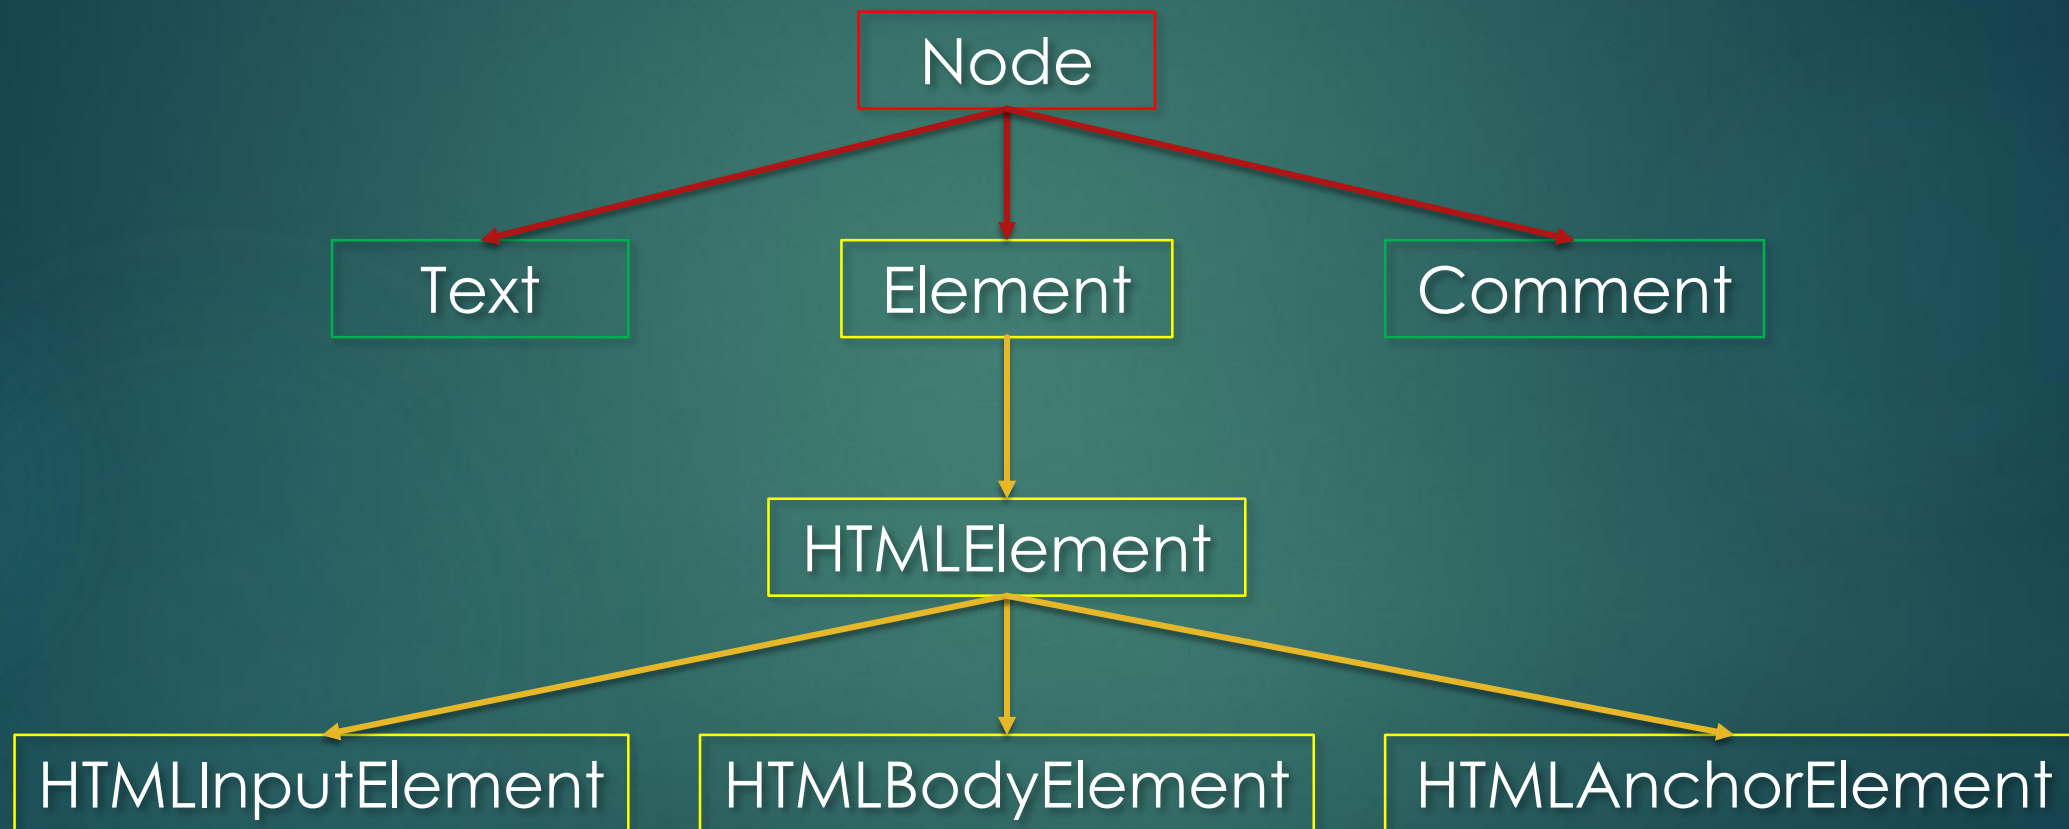 Node
Text
Element
Comment
HTMLElement
HTMLInputElement
HTMLBodyElement
HTMLAnchorElement